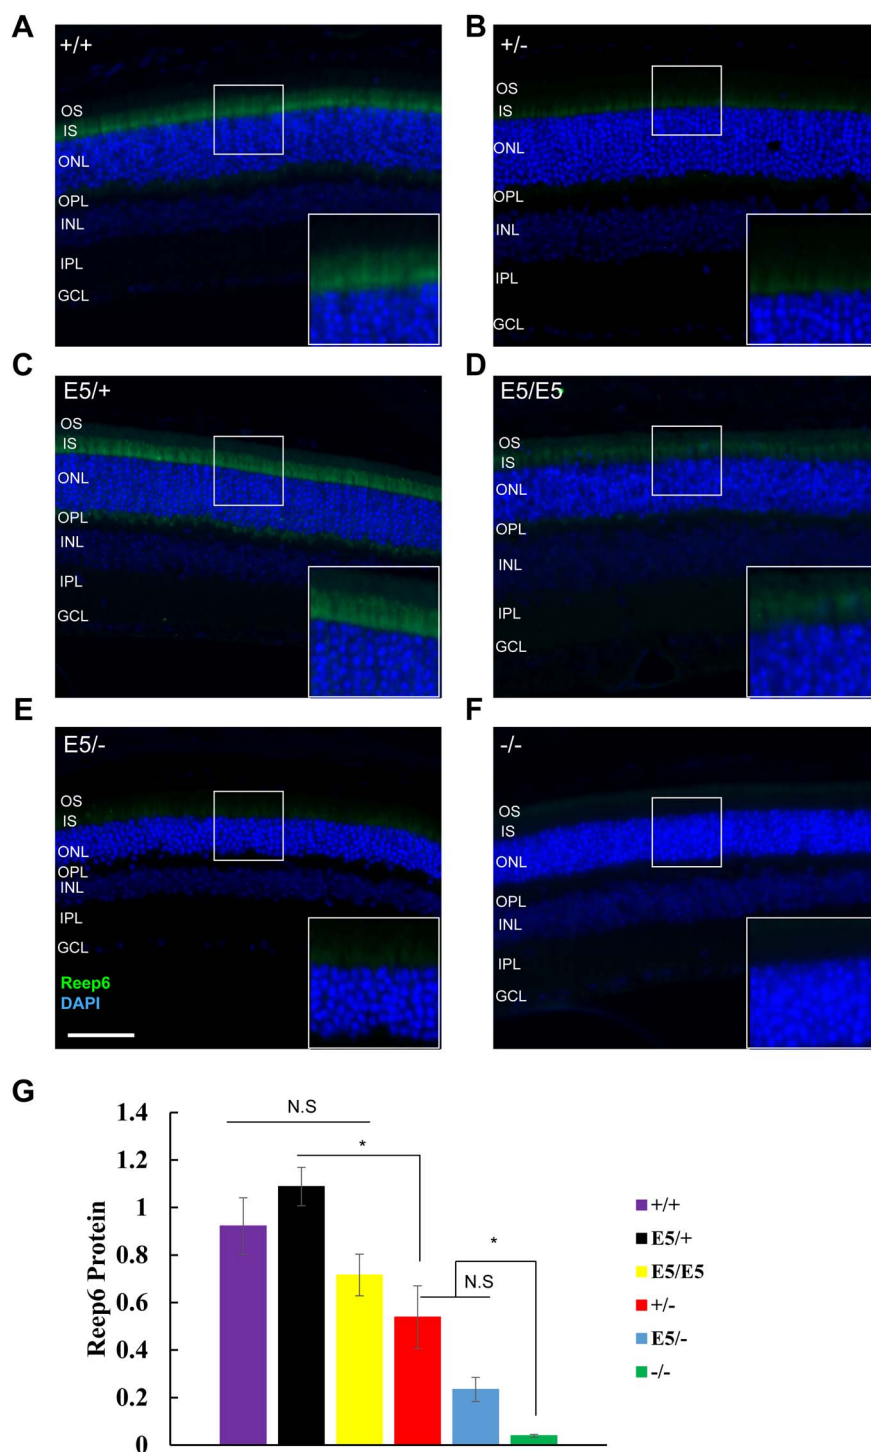 A
+/+
OS
IS
ONL
OPL
INL
IPL
GCL
B
+/-
OS
IS
ONL
OPL
INL
IPL
GCL
C
E5/+
OS
IS
ONL
OPL
INL
IPL
GCL
D
E5/E5
OS
IS
ONL
OPL
INL
IPL
GCL
E
E5/-
OS
IS
ONL
OPL
INL
IPL
GCL
Reep6
DAPI
F
-/-
OS
IS
ONL
OPL
INL
IPL
GCL
G
Reep6 Protein
1.4
1.2
1
0.8
0.6
0.4
0.2
0
N.S
*
*
N.S
+/+
E5/+
E5/E5
+/-
E5/-
-/-